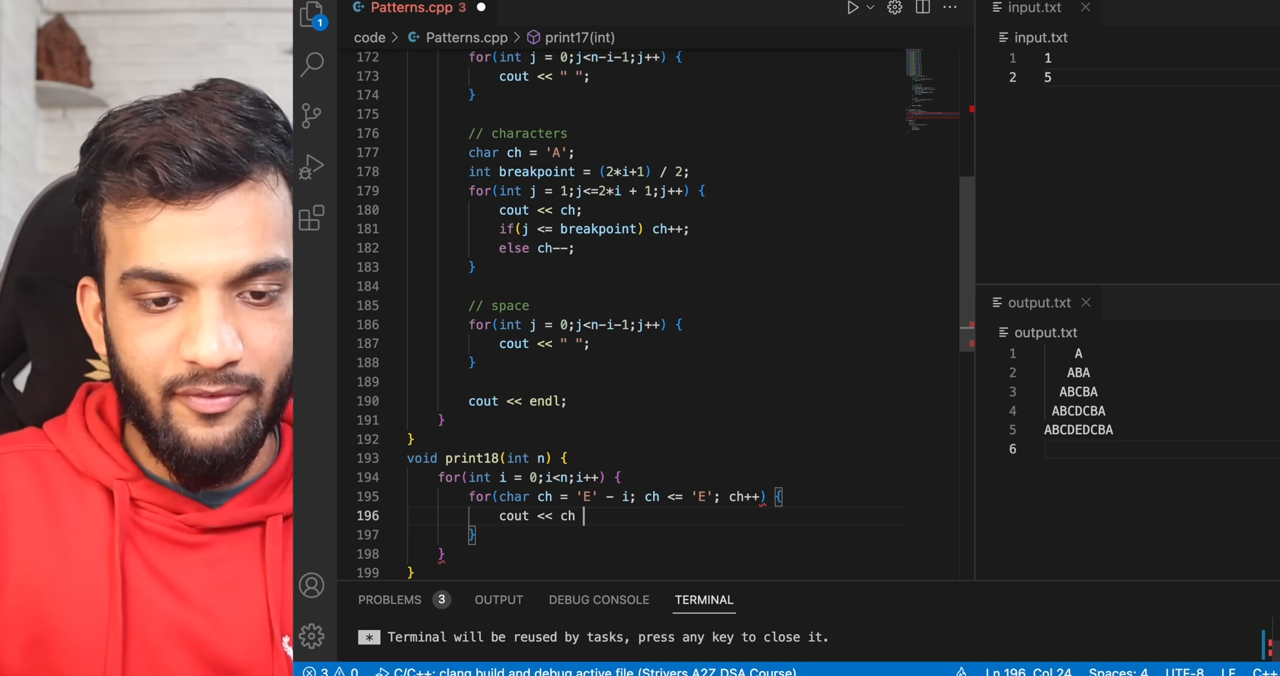 1
Patterns.cpp 3
code > Patterns.cpp > print17(int)
172 for(int j = 0;j<n-i-1;j++) {
173 cout << " ";
174 }
175
176 // characters
177 char ch = 'A';
178 int breakpoint = (2*i+1) / 2;
179 for(int j = 1;j<=2*i + 1;j++) {
180 cout << ch;
181 if(j <= breakpoint) ch++;
182 else ch--;
183 }
184
185 // space
186 for(int j = 0;j<n-i-1;j++) {
187 cout << " ";
188 }
189
190 cout << endl;
191 }
192 }
193 void print18(int n) {
194 for(int i = 0;i<n;i++) {
195 for(char ch = 'E' - i; ch <= 'E'; ch++) {
196 cout << ch
197 }
198 }
199 }
input.txt
input.txt
1 1
2 5
output.txt
output.txt
1 A
2 ABA
3 ABCBA
4 ABCDCBA
5 ABCDEDCBA
6
PROBLEMS 3 OUTPUT DEBUG CONSOLE TERMINAL
* Terminal will be reused by tasks, press any key to close it.
3 0 C/C++: clang build and debug active file (Strivers A2Z DSA Course) Ln 196, Col 24 Spaces: 4 UTF-8 LF C++